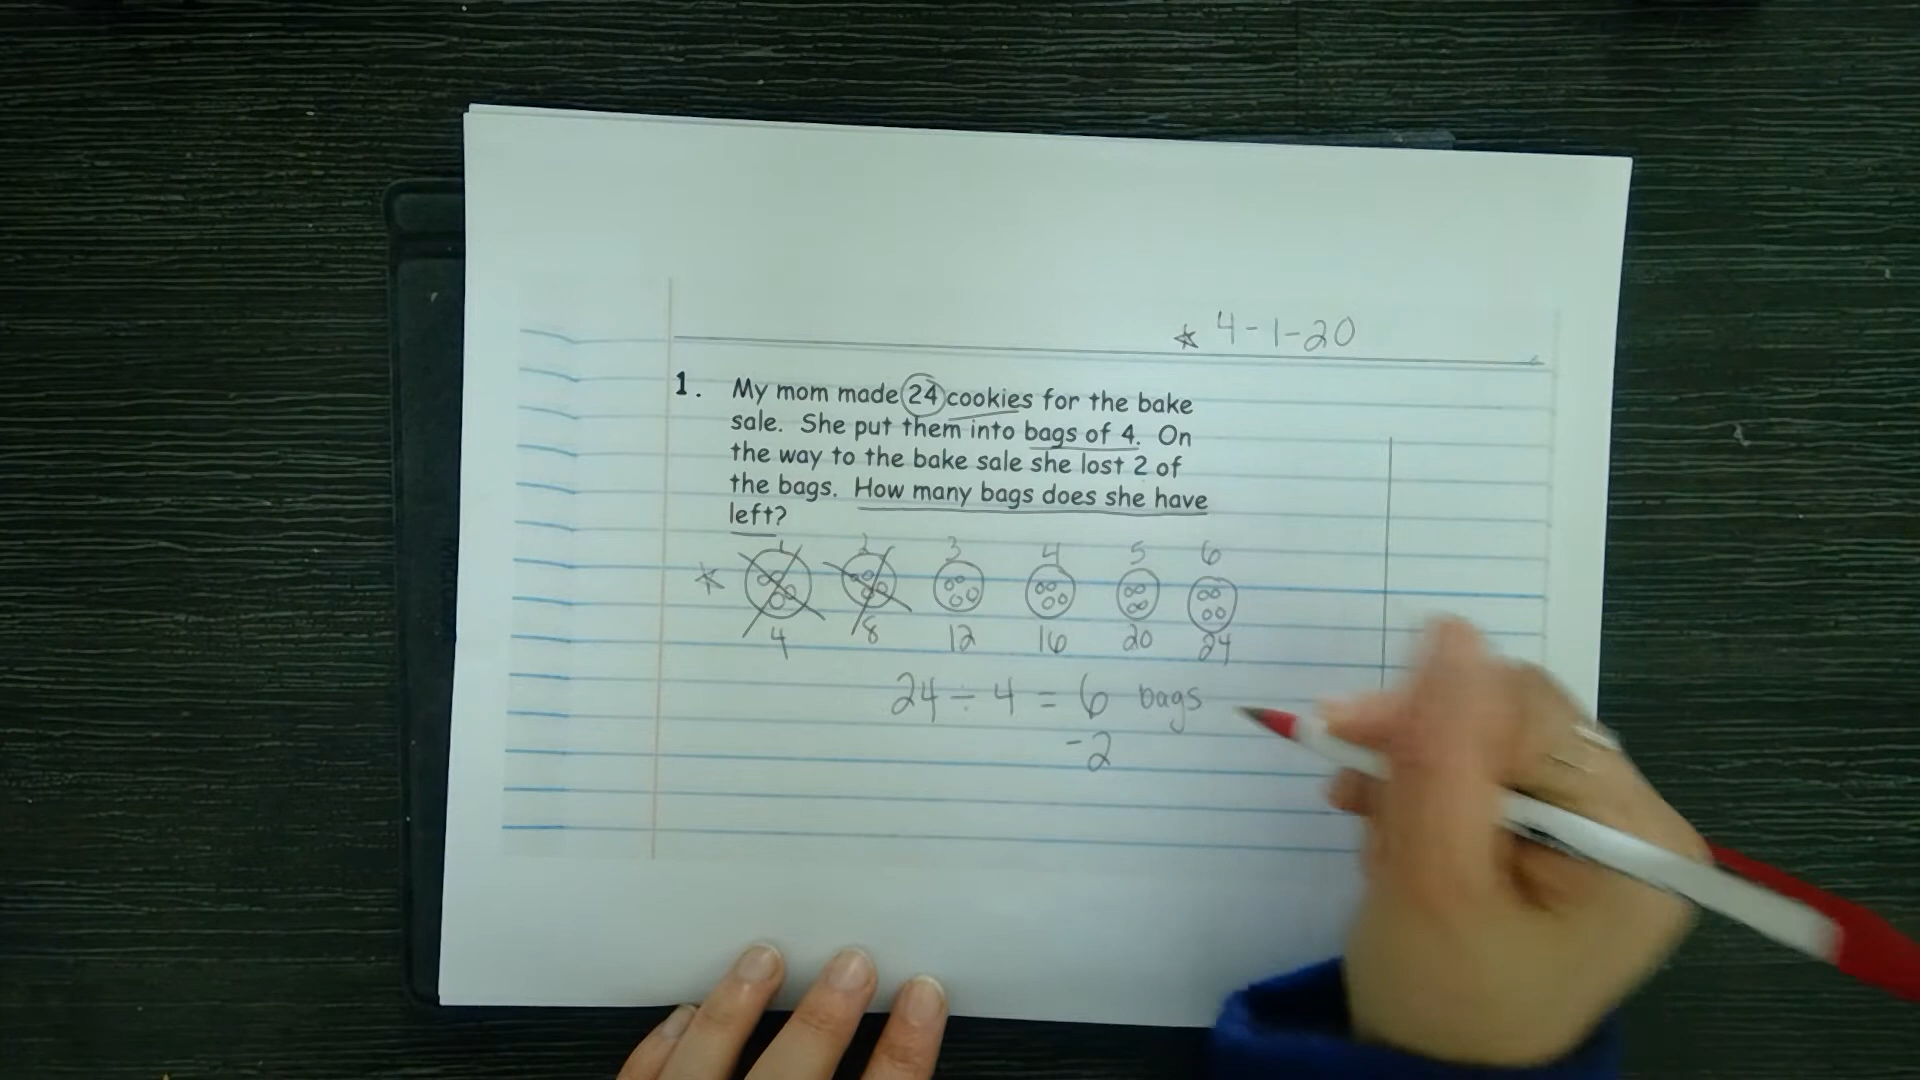 ☆ 4-1-20
1. My mom made 24 cookies for the bake
sale. She put them into bags of 4. On
the way to the bake sale she lost 2 of
the bags. How many bags does she have
left?
1 2 3 4 5 6
4 8 12 16 20 24
24 ÷ 4 = 6 bags
-2